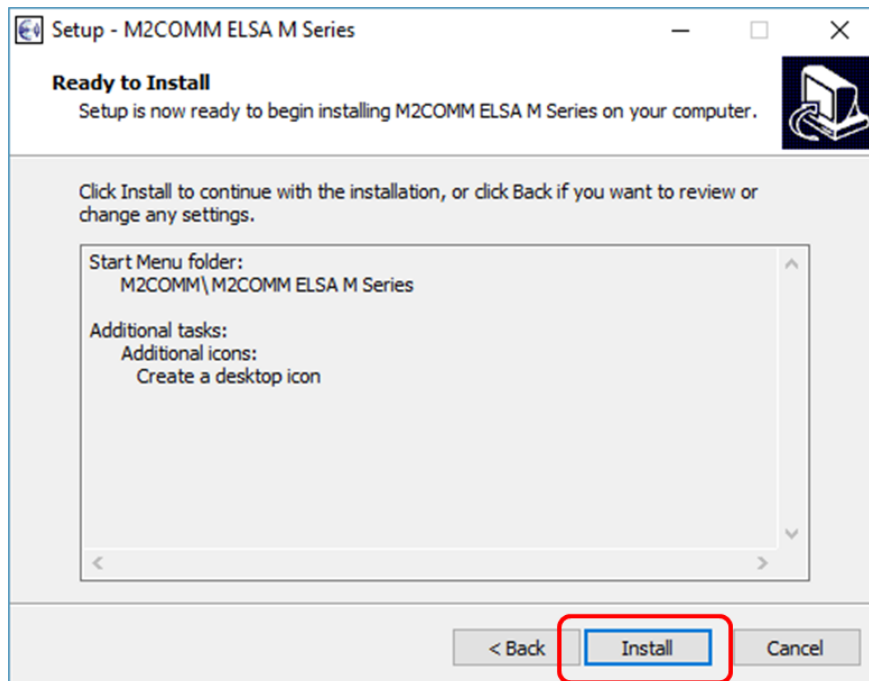 Setup - M2COMM ELSA M Series
Ready to Install
Setup is now ready to begin installing M2COMM ELSA M Series on your computer.
Click Install to continue with the installation, or click Back if you want to review or
change any settings.
Start Menu folder:
M2COMM\M2COMM ELSA M Series
Additional tasks:
Additional icons:
Create a desktop icon
< Back Install Cancel